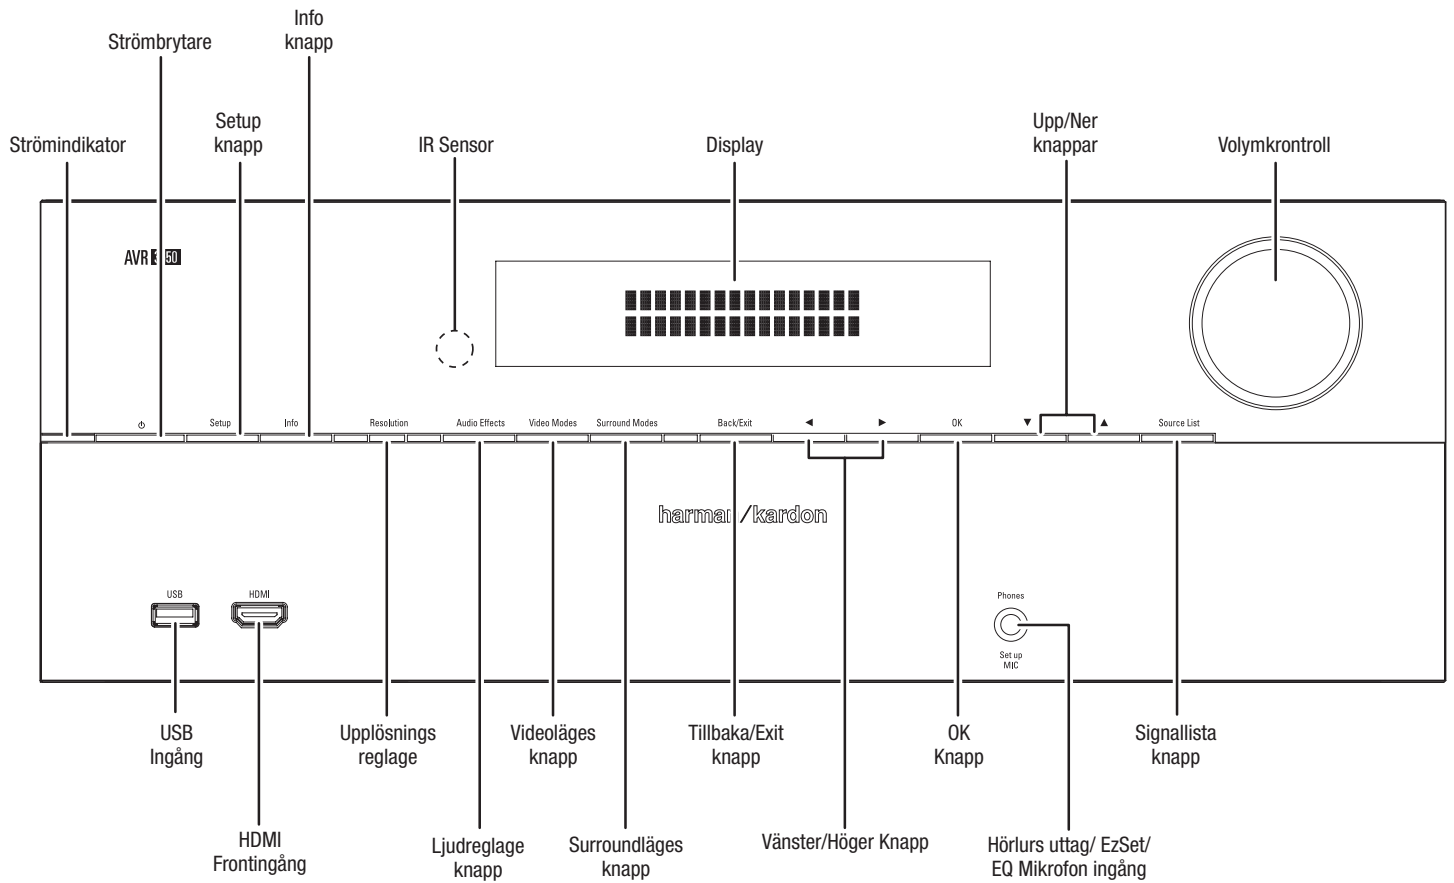 Info
knapp
Strömbrytare
Setup
knapp
Strömindikator
IR Sensor
Display
Upp/Ner
knappar
Volymkrontroll
AVR
Setup
Info
Resolution
Audio Effects
Video Modes
Surround Modes
Back/Exit
◄
►
OK
▼
▲
Source List
harman/kardon
USB
HDMI
Phones
Set up
MIC
USB
Ingång
Upplösnings
reglage
Videoläges
knapp
Tillbaka/Exit
knapp
OK
Knapp
Signallista
knapp
HDMI
Frontingång
Ljudreglage
knapp
Surroundläges
knapp
Vänster/Höger Knapp
Hörlurs uttag/ EzSet/
EQ Mikrofon ingång